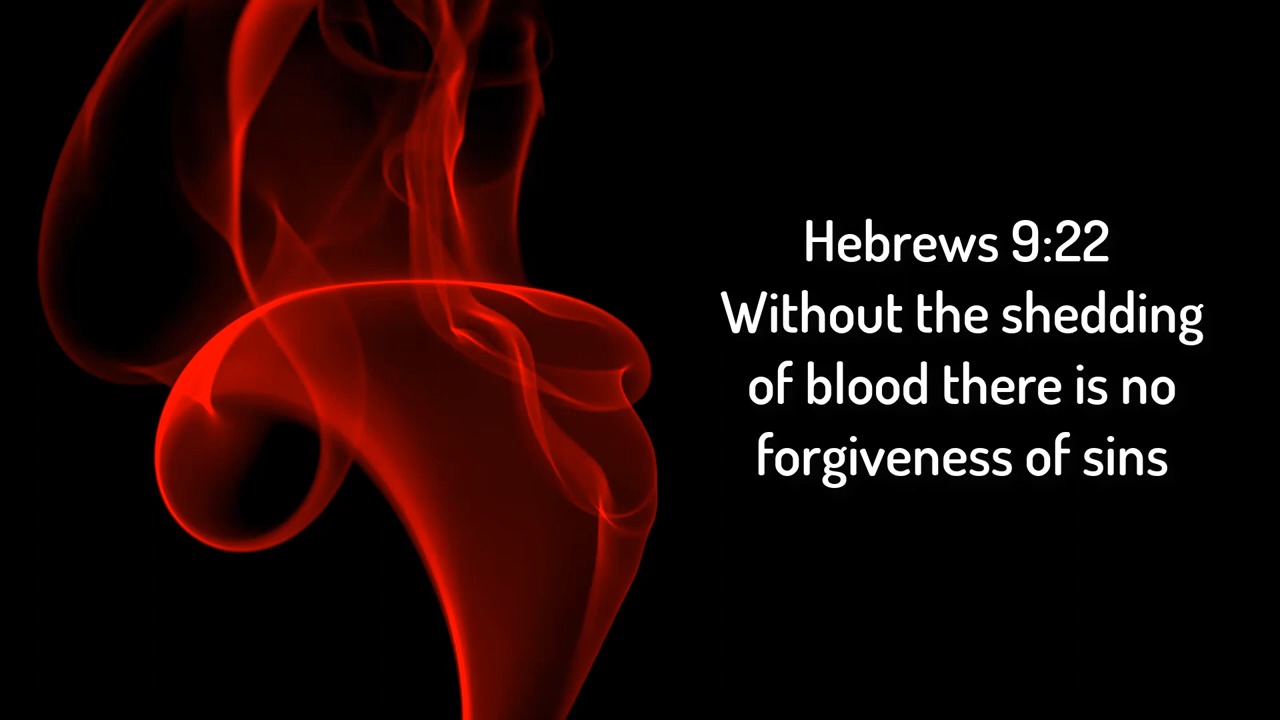 Hebrews 9:22
Without the shedding
of blood there is no
forgiveness of sins